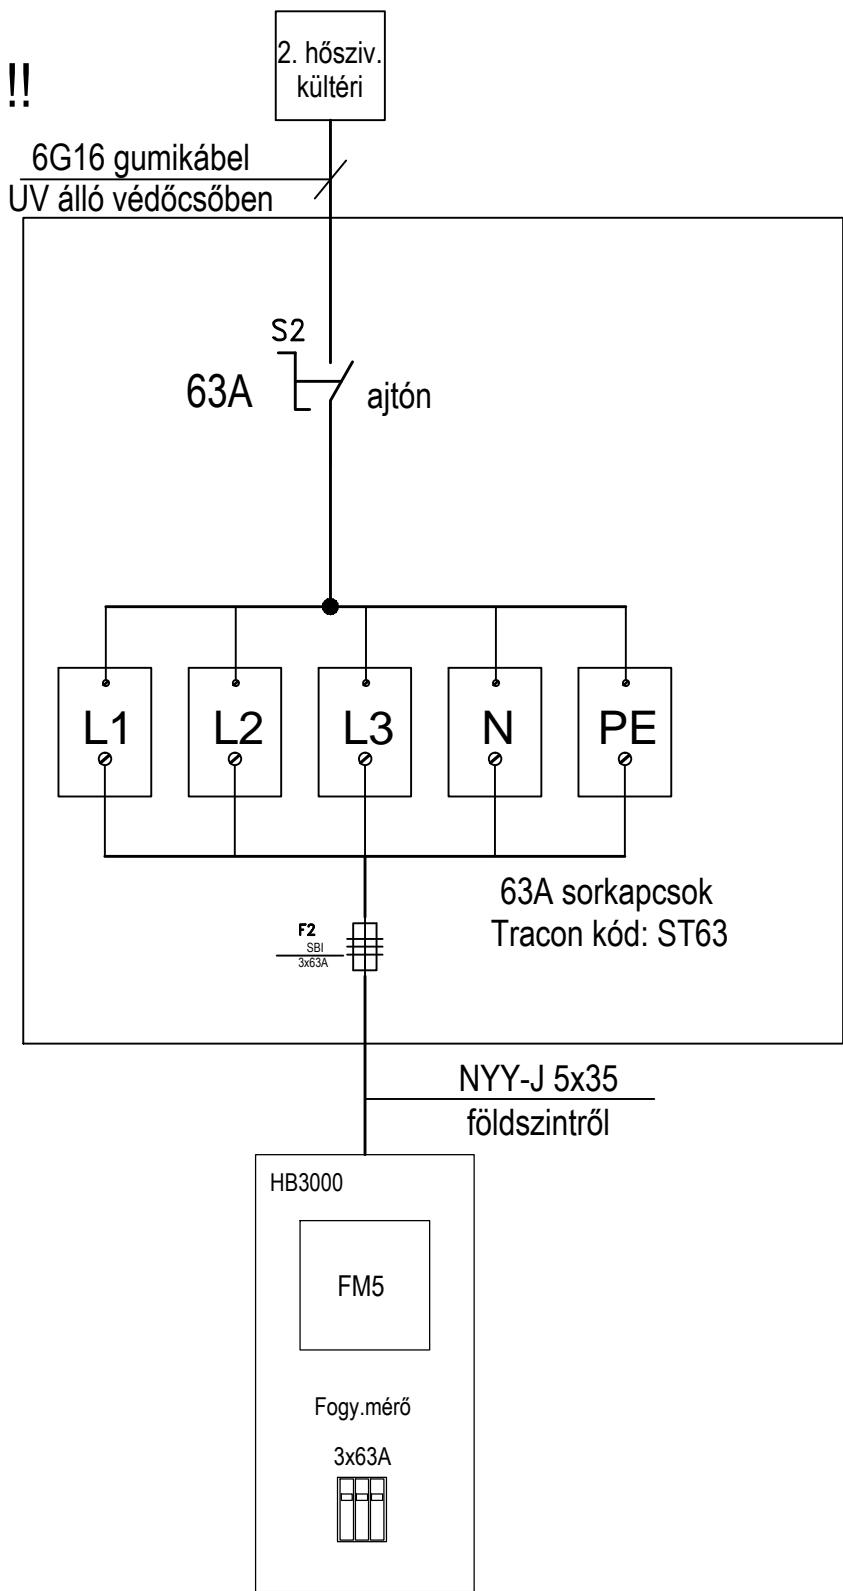 2. hősziv.
kültéri
!!
6G16 gumikábel
UV álló védőcsőben
S2
63A
ajtón
L1 L2 L3 N PE
63A sorkapcsok
Tracon kód: ST63
F2
SBI
3x63A
NYY-J 5x35
földszintről
HB3000
FM5
Fogy.mérő
3x63A